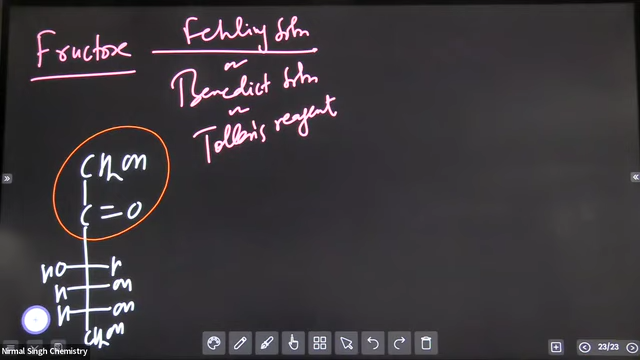 Fructose
Fehling Soln
or
Benedict Soln
or
Tollen's reagent
CH2OH
C=O
HO H
H OH
H OH
CH2OH
Nirmal Singh Chemistry
23/23